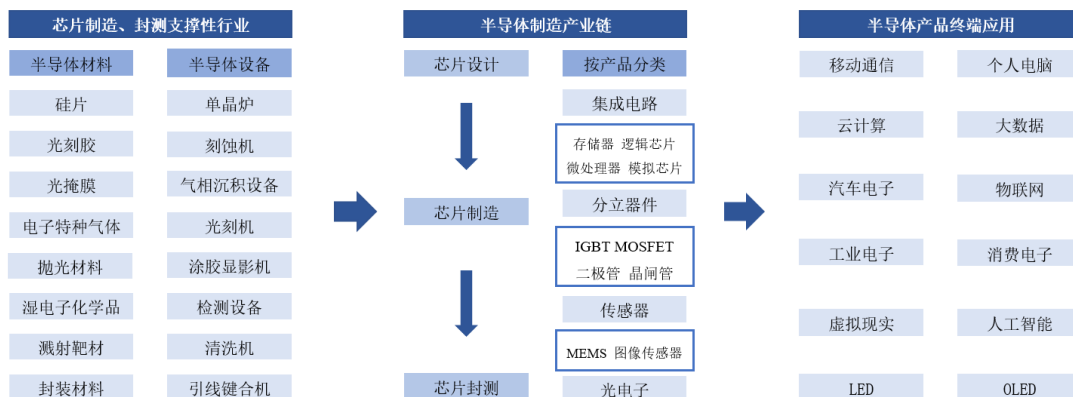 芯片制造、封测支撑性行业
半导体材料
半导体设备
硅片
单晶炉
光刻胶
刻蚀机
光掩膜
气相沉积设备
电子特种气体
光刻机
抛光材料
涂胶显影机
湿电子化学品
检测设备
溅射靶材
清洗机
封装材料
引线键合机
半导体制造产业链
芯片设计
芯片制造
芯片封测
按产品分类
集成电路
存储器 逻辑芯片
微处理器 模拟芯片
分立器件
IGBT MOSFET
二极管 晶闸管
传感器
MEMS 图像传感器
光电子
半导体产品终端应用
移动通信
个人电脑
云计算
大数据
汽车电子
物联网
工业电子
消费电子
虚拟现实
人工智能
LED
OLED